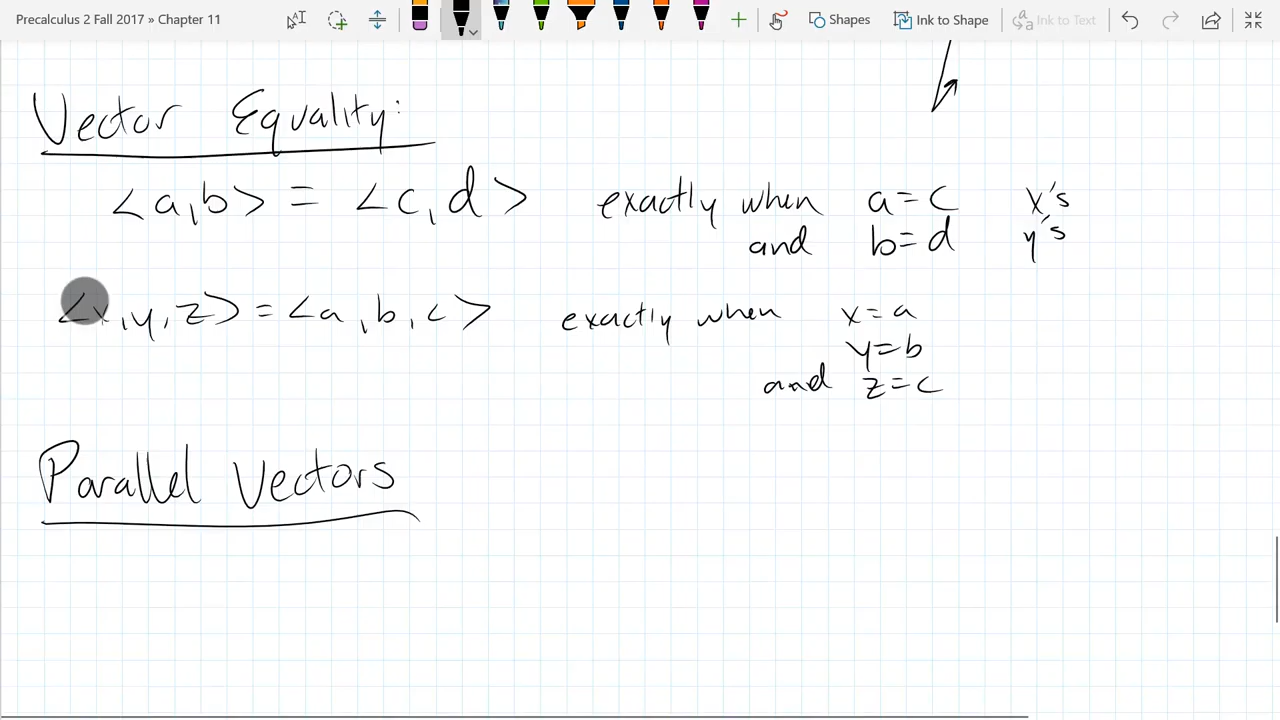 Precalculus 2 Fall 2017 » Chapter 11
Shapes
Ink to Shape
Ink to Text
Vector Equality:
<a,b> = <c,d> exactly when a=c x's
and b=d y's
<x,y,z> = <a,b,c> exactly when x=a
y=b
and z=c
Parallel Vectors